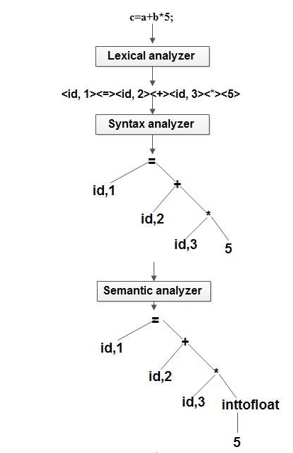 c=a+b*5;
Lexical analyzer
<id, 1><=><id, 2><+><id, 3><*><5>
Syntax analyzer
=
id,1
+
id,2
*
id,3
5
Semantic analyzer
=
id,1
+
id,2
*
id,3
inttofloat
5